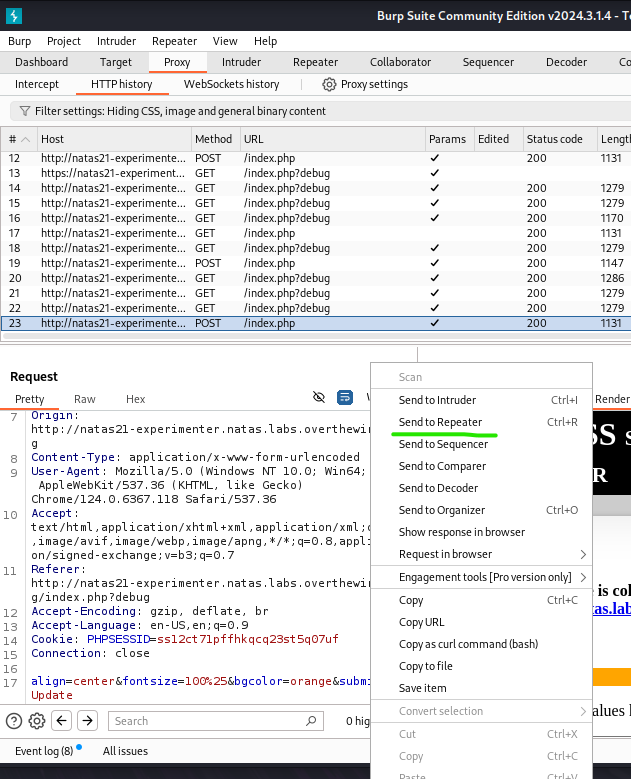 Burp Suite Community Edition v2024.3.1.4 - Te
Burp Project Intruder Repeater View Help
Dashboard Target Proxy Intruder Repeater Collaborator Sequencer Decoder Co
Intercept HTTP history WebSockets history Proxy settings
Filter settings: Hiding CSS, image and general binary content
# Host Method URL Params Edited Status code Length
12 http://natas21-experimente... POST /index.php ✓ 200 1131
13 https://natas21-experiment... GET /index.php?debug ✓
14 http://natas21-experimente... GET /index.php?debug ✓ 200 1279
15 http://natas21-experimente... GET /index.php?debug ✓ 200 1279
16 http://natas21-experimente... GET /index.php?debug ✓ 200 1170
17 http://natas21-experimente... GET /index.php 200 1131
18 http://natas21-experimente... GET /index.php?debug ✓ 200 1279
19 http://natas21-experimente... POST /index.php ✓ 200 1147
20 http://natas21-experimente... GET /index.php?debug ✓ 200 1286
21 http://natas21-experimente... GET /index.php?debug ✓ 200 1279
22 http://natas21-experimente... GET /index.php?debug ✓ 200 1279
23 http://natas21-experimente... POST /index.php ✓ 200 1131
Request
Pretty Raw Hex
7 Origin:
http://natas21-experimenter.natas.labs.overthewin
g
8 Content-Type: application/x-www-form-urlencoded
9 User-Agent: Mozilla/5.0 (Windows NT 10.0; Win64;
AppleWebKit/537.36 (KHTML, like Gecko)
Chrome/124.0.6367.118 Safari/537.36
10 Accept:
text/html,application/xhtml+xml,application/xml;q
,image/avif,image/webp,image/apng,*/*;q=0.8,appli
on/signed-exchange;v=b3;q=0.7
11 Referer:
http://natas21-experimenter.natas.labs.overthewin
g/index.php?debug
12 Accept-Encoding: gzip, deflate, br
13 Accept-Language: en-US,en;q=0.9
14 Cookie: PHPSESSID=ss12ct71pffhkqcq23st5q07uf
15 Connection: close
16
17 align=center&fontsize=100%25&bgcolor=orange&submi
Update
Search 0 hig
Event log (8) All issues
Scan
Send to Intruder Ctrl+I
Send to Repeater Ctrl+R
Send to Sequencer
Send to Comparer
Send to Decoder
Send to Organizer Ctrl+O
Show response in browser
Request in browser
Engagement tools [Pro version only]
Copy Ctrl+C
Copy URL
Copy as curl command (bash)
Copy to file
Save item
Convert selection
Cut Ctrl+X
Copy Ctrl+C
Paste Ctrl+V
Render
SS s
R
e is col
tas.lab
alues h